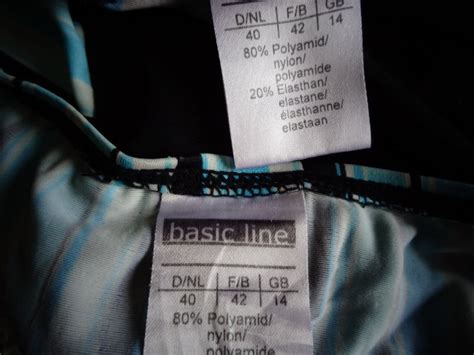 D/NL F/B GB
40 42 14
80% Polyamid/
nylon/
polyamide
20% Elasthan/
elastane/
élasthanne/
elastaan
basic line
D/NL F/B GB
40 42 14
80% Polyamid/
nylon/